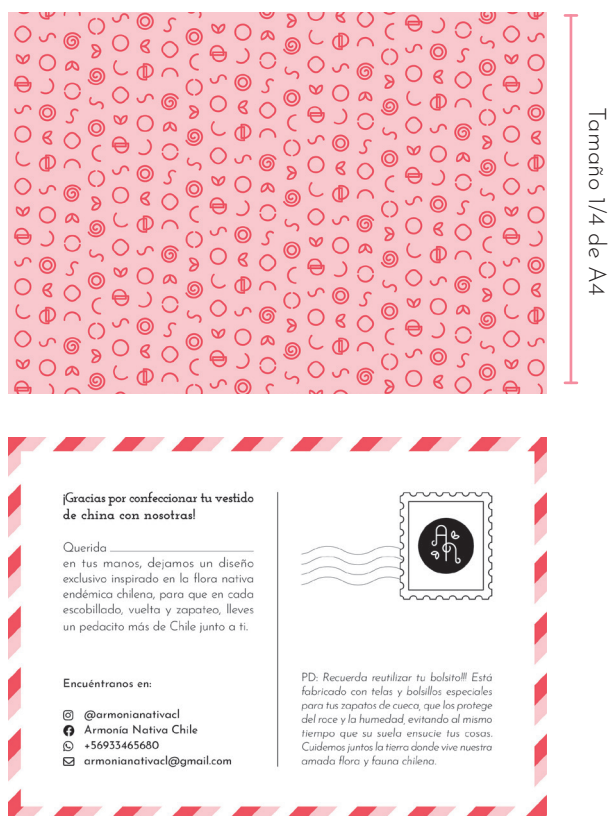 Tamaño 1/4 de A4
¡Gracias por confeccionar tu vestido
de china con nosotras!
Querida
en tus manos, dejamos un diseño
exclusivo inspirado en la flora nativa
endémica chilena, para que en cada
escobillado, vuelta y zapateo, lleves
un pedacito más de Chile junto a ti.
Encuéntranos en:
@armonianativacl
Armonía Nativa Chile
+56933465680
armonianativacl@gmail.com
AN
PD: Recuerda reutilizar tu bolsito!!! Está
fabricado con telas y bolsillos especiales
para tus zapatos de cueca, que los protege
del roce y la humedad, evitando al mismo
tiempo que su suela ensucie tus cosas.
Cuidemos juntos la tierra donde vive nuestra
amada flora y fauna chilena.